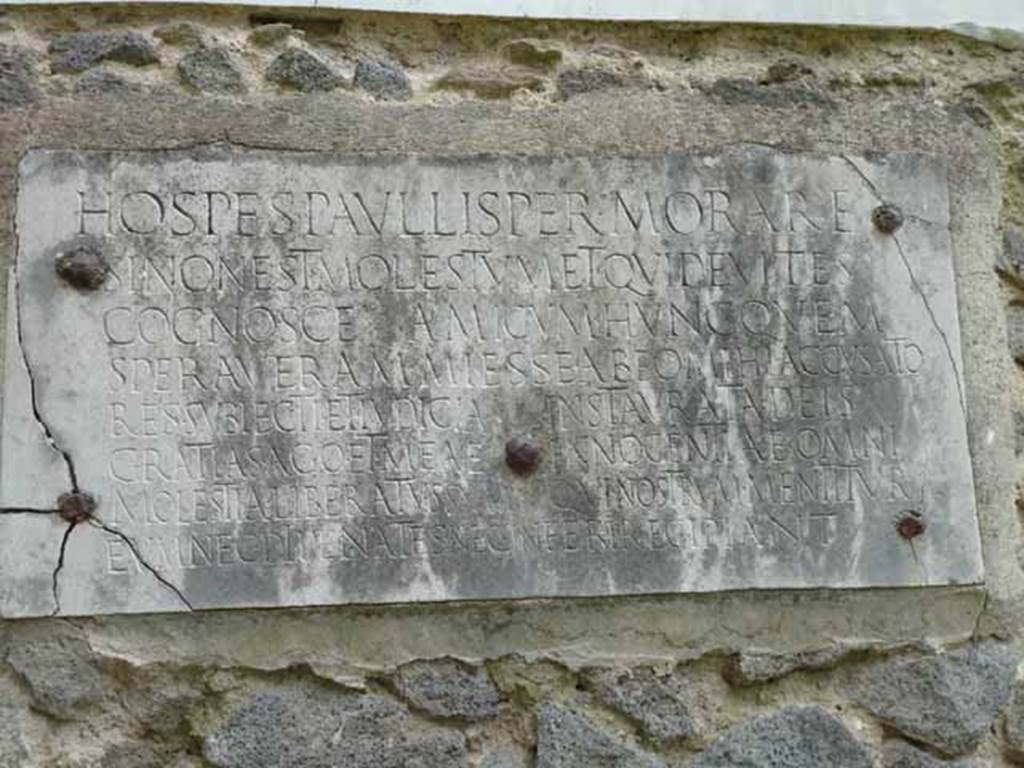 HOSPES PAVLLISPER MORARE
SI NON EST MOLESTVM ET QVID EVITES
COGNOSCE AMICVM HVNC QVEM
SPERAVERAM MI ESSE AB EO MIHI ACCVSATO
RES SVBIECTI ET IVDICIA INSTAVRATA DEIS
GRATIAS AGO ET MEAE INNOCENTIAE OMNI
MOLESTIA LIBERATVS QVI NOSTRVM MENTITVR
EVM NEC DI PENATES NEC INFERI RECIPIANT